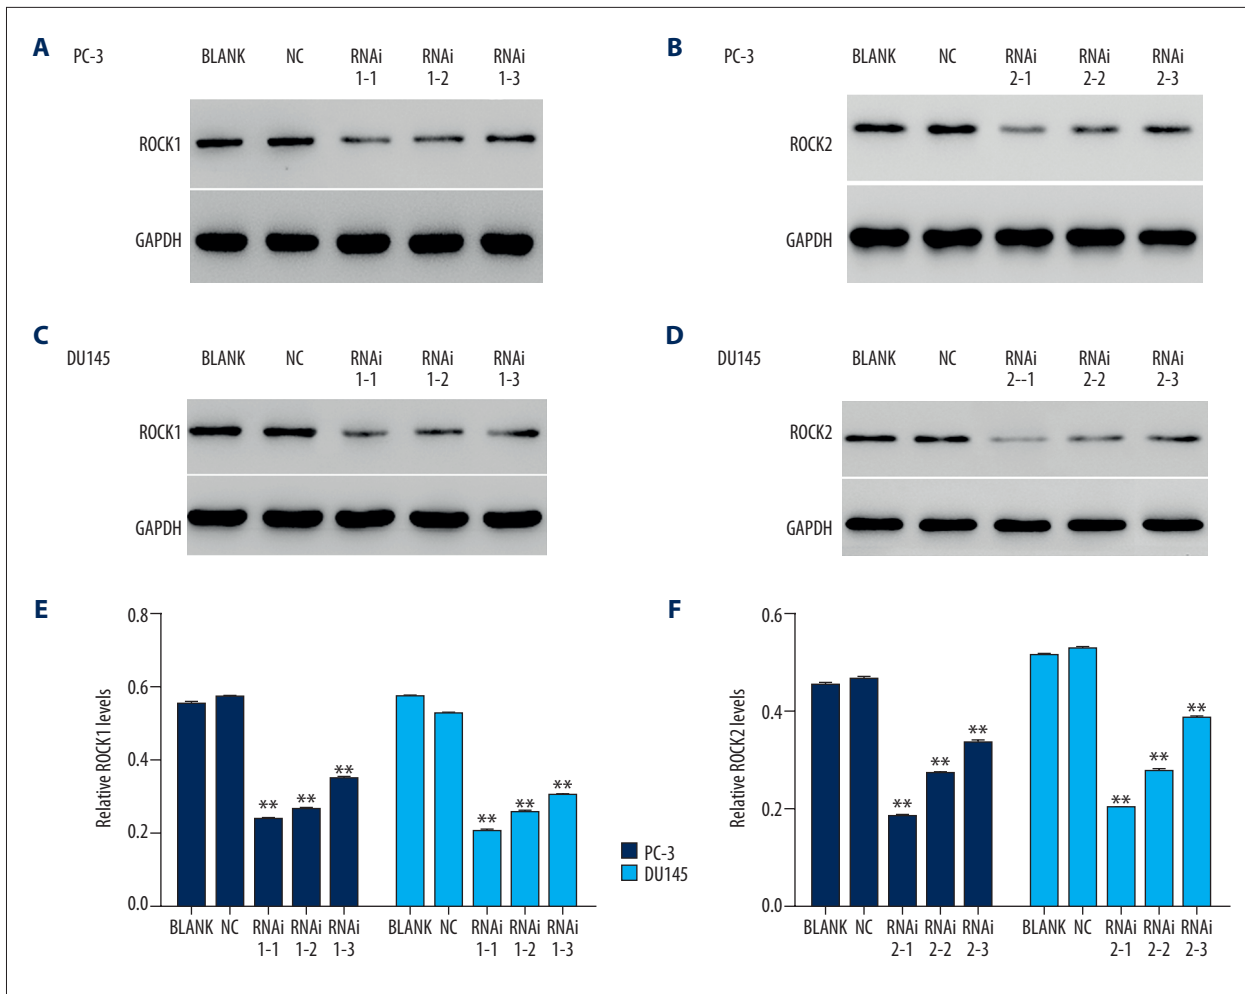 A
PC-3 BLANK NC RNAi 1-1 RNAi 1-2 RNAi 1-3
ROCK1
GAPDH
B
PC-3 BLANK NC RNAi 2-1 RNAi 2-2 RNAi 2-3
ROCK2
GAPDH
C
DU145 BLANK NC RNAi 1-1 RNAi 1-2 RNAi 1-3
ROCK1
GAPDH
D
DU145 BLANK NC RNAi 2--1 RNAi 2-2 RNAi 2-3
ROCK2
GAPDH
E
Relative ROCK1 levels
0.8
0.6
0.4
0.2
0.0
** ** ** ** ** **
BLANK NC RNAi 1-1 RNAi 1-2 RNAi 1-3 BLANK NC RNAi 1-1 RNAi 1-2 RNAi 1-3
PC-3
DU145
F
Relative ROCK2 levels
0.6
0.4
0.2
0.0
** ** ** ** ** **
BLANK NC RNAi 2-1 RNAi 2-2 RNAi 2-3 BLANK NC RNAi 2-1 RNAi 2-2 RNAi 2-3